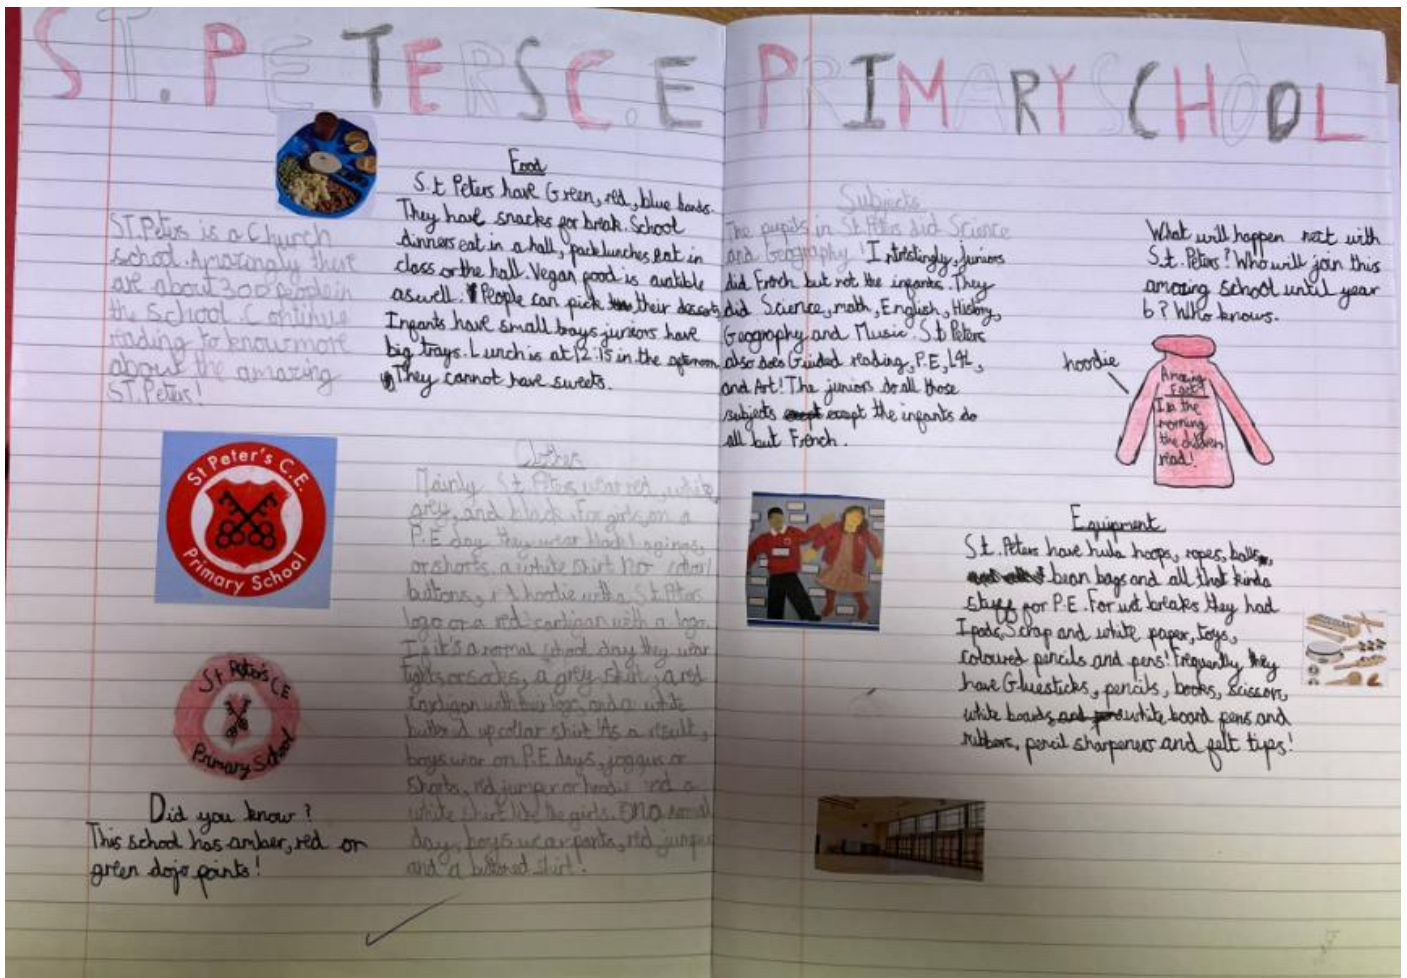 ST. PETERS C.E PRIMARY SCHOOL
ST.Peters is a Church
school. Amazingly there
are about 300 people in
the school. Continue
reading to know more
about the amazing
ST.Peters!
Food
S.t Peters have Green, red, blue bands.
They have snacks for break. School
dinners eat in a hall, packlunches eat in
class or the hall. Vegan food is avatible
aswell. People can pick their desserts
Infants have small trays juniors have
big trays. Lunch is at 12:15 in the afternoon
They cannot have sweets.
St Peter's C.E.
Primary School
St Peter's C.E
Primary School
Did you know?
This school has amber, red or
green dojo points!
Clothes
Mainly St. Peters wear red, white,
grey, and black. For girls on a
P.E day they wear black leggings,
or shorts, a white shirt no
buttons, red hoodie with a St. Peters
logo or a red cardigan with a logo.
If it's a normal school day they wear
tights or socks, a grey skirt, a red
cardigan with logo, and a white
buttoned up collar shirt. As a result,
boys wear on P.E days, joggers or
shorts, red jumper or hoodie and a
white shirt like the girls. On a normal
day, boys wear pants, red jumper
and a buttoned shirt!
Subjects
The pupils in St Peters did Science
and Geography! Intrestingly, juniors
did French but not the infants. They
did Science, math, English, History,
Geography and Music. S.t Peters
also does Guided reading, P.E,
and Art! The juniors do all those
subjects except the infants do
all but French.
What will happen next with
S.t. Peters? Who will join this
amazing school until year
6? Who knows.
hoodie
Amazing
Fact!
In the
morning
the children
read!
Equipment
S.t. Peters have hula hoops, ropes, balls,
bean bags and all that kinda
stuff for P.E. For wet breaks they had
Ipods, Scrap and white paper, toys,
coloured pencils and pens! Frequently they
have Gluesticks, pencils, books, scissors,
white boards, white board pens and
rubbers, pencil sharpeners and felt tips!